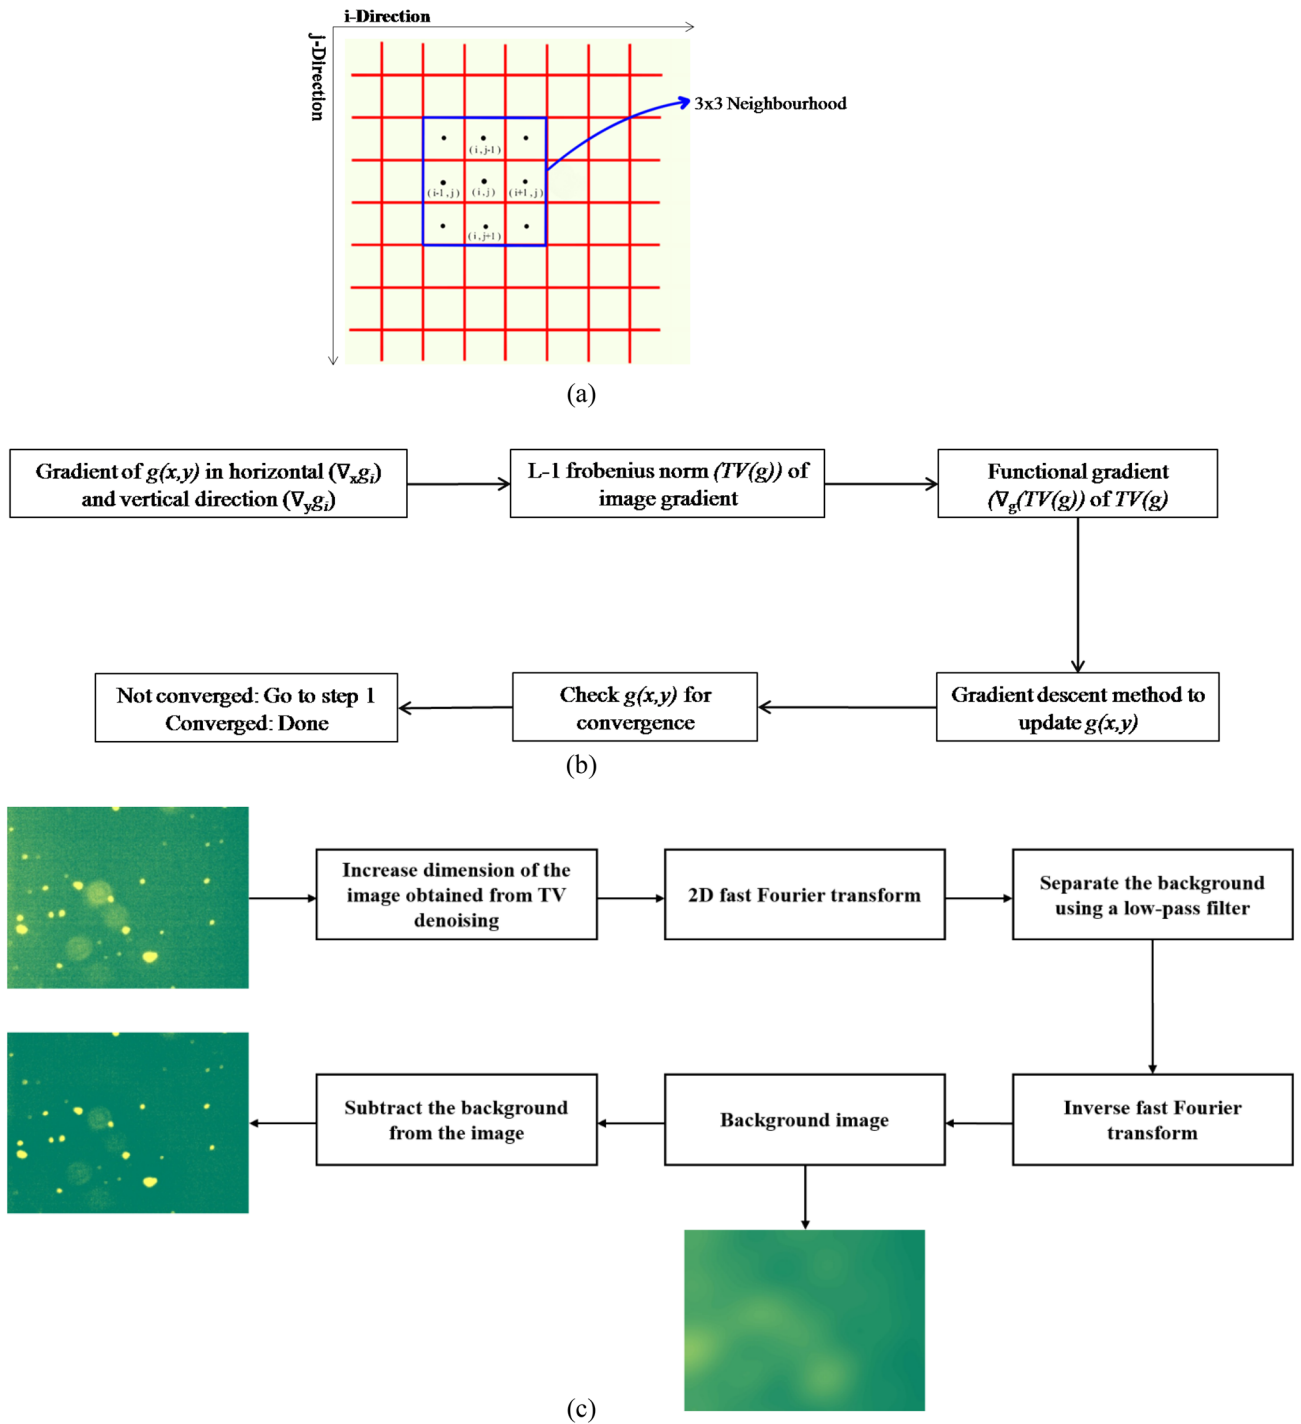 i-Direction
j-Direction
3x3 Neighbourhood
(i, j-1)
(i-1, j)
(i, j)
(i+1, j)
(i, j+1)
(a)
Gradient of g(x,y) in horizontal (∇xgi)
and vertical direction (∇ygi)
L-1 frobenius norm (TV(g)) of
image gradient
Functional gradient
(∇g(TV(g)) of TV(g)
Gradient descent method to
update g(x,y)
Check g(x,y) for
convergence
Not converged: Go to step 1
Converged: Done
(b)
Increase dimension of the
image obtained from TV
denoising
2D fast Fourier transform
Separate the background
using a low-pass filter
Inverse fast Fourier
transform
Background image
Subtract the background
from the image
(c)